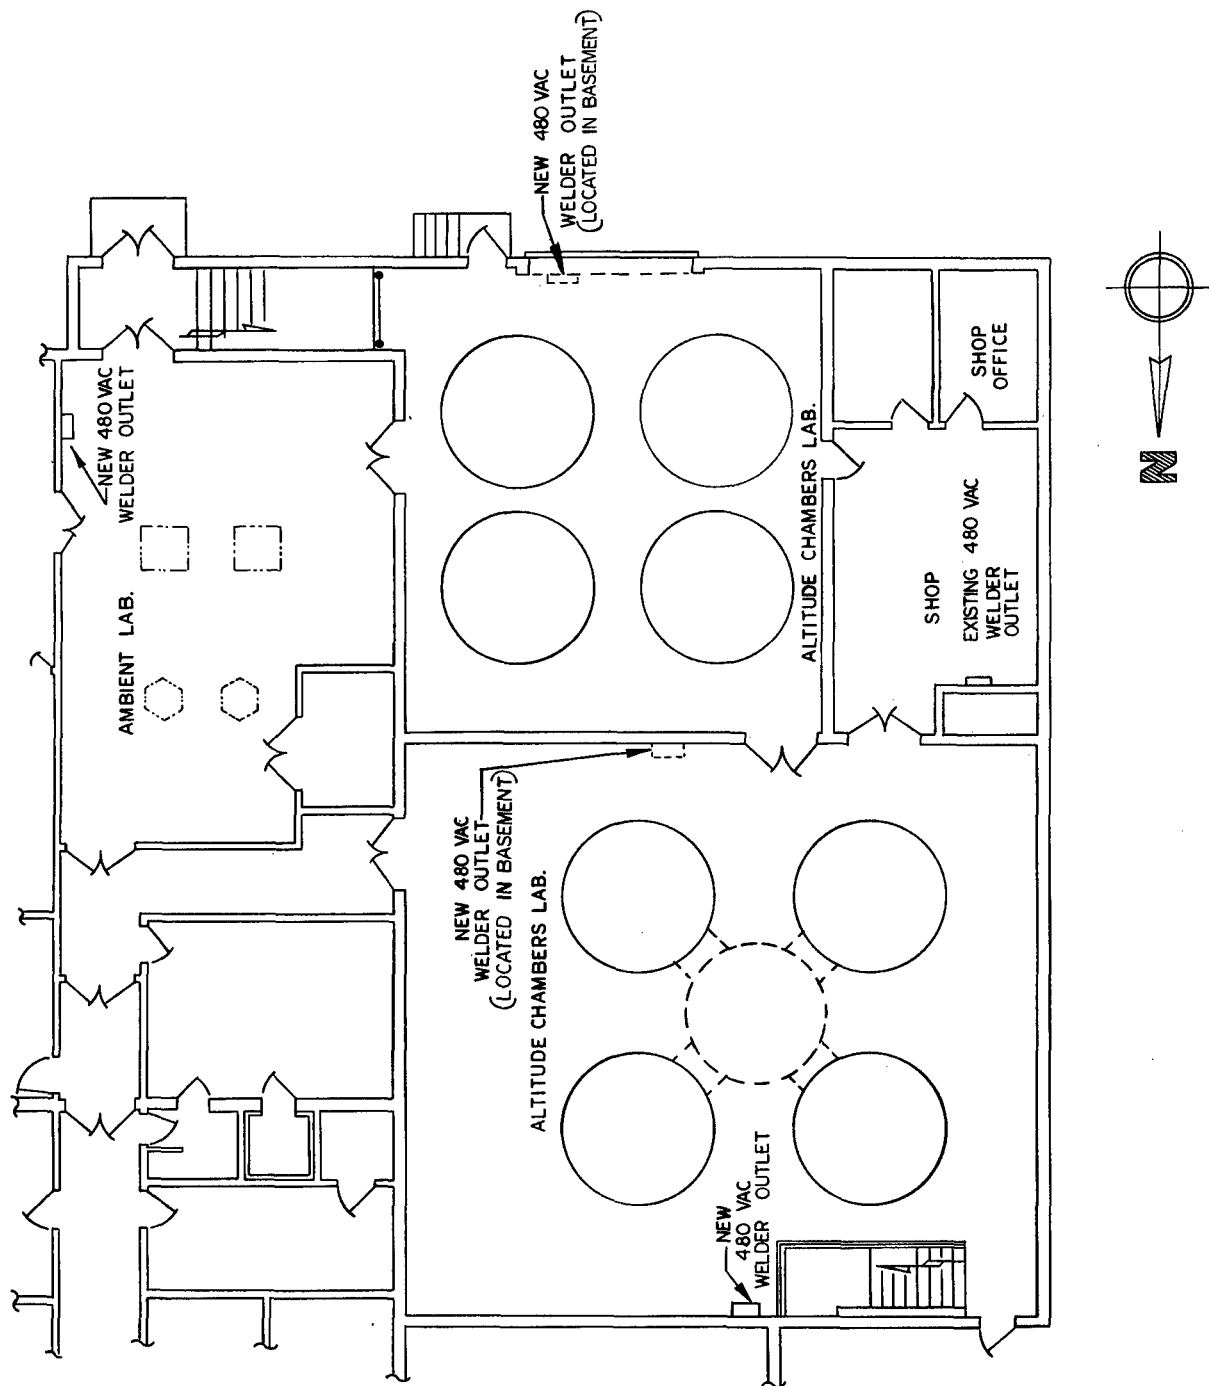 NEW 480 VAC
WELDER OUTLET
(LOCATED IN BASEMENT)
NEW 480 VAC
WELDER OUTLET
AMBIENT LAB.
ALTITUDE CHAMBERS LAB.
SHOP
OFFICE
SHOP
EXISTING 480 VAC
WELDER
OUTLET
NEW 480 VAC
WELDER OUTLET
(LOCATED IN BASEMENT)
ALTITUDE CHAMBERS LAB.
NEW
480 VAC
WELDER OUTLET
N